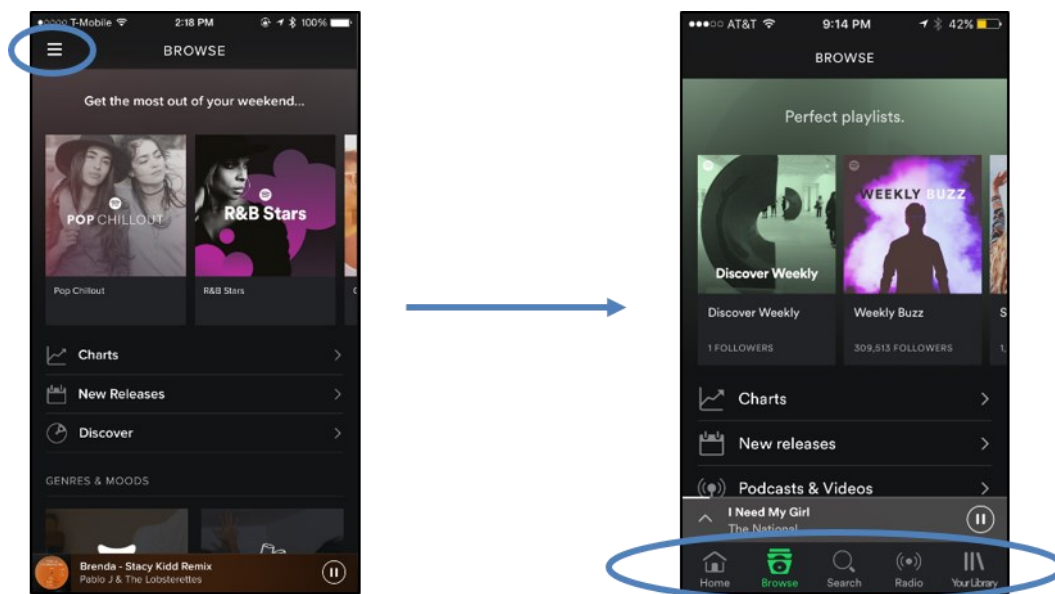 T-Mobile 2:18 PM 100%
BROWSE
Get the most out of your weekend...
POP CHILLOUT
R&B Stars
Pop Chillout
R&B Stars
Charts
New Releases
Discover
GENRES & MOODS
Brenda - Stacy Kidd Remix
Pablo J & The Lobsterettes
AT&T 9:14 PM 42%
BROWSE
Perfect playlists.
Discover Weekly
WEEKLY BUZZ
Discover Weekly
Weekly Buzz
S
1 FOLLOWERS
309,513 FOLLOWERS
1,
Charts
New releases
Podcasts & Videos
I Need My Girl
The National
Home Browse Search Radio Your Library